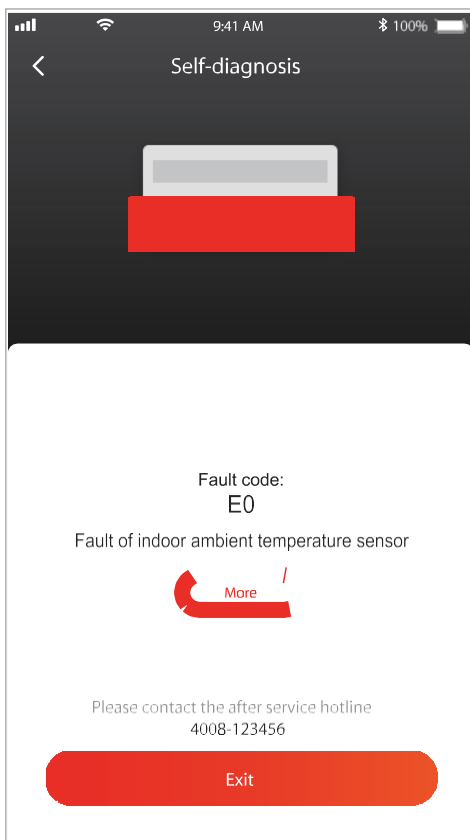 9:41 AM
100%
Self-diagnosis
Fault code:
E0
Fault of indoor ambient temperature sensor
More
Please contact the after service hotline
4008-123456
Exit